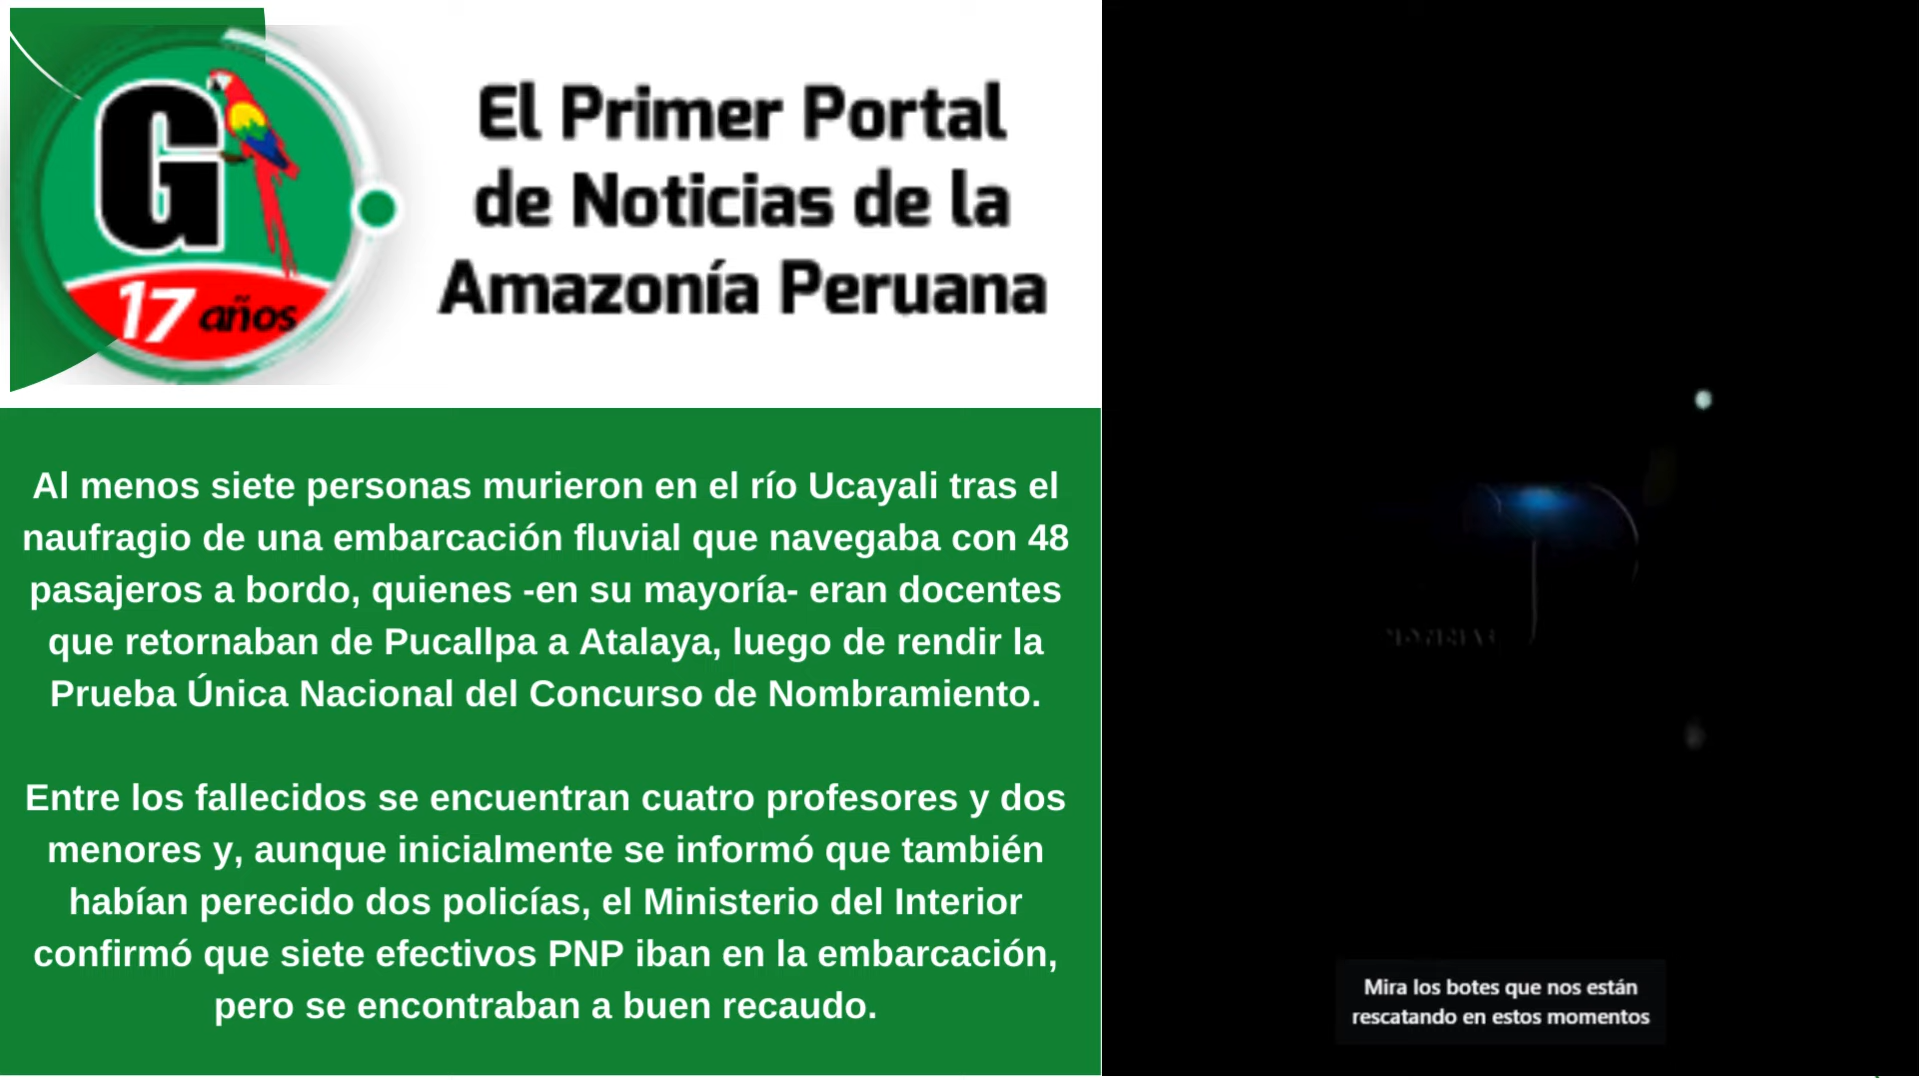 G
17 años
El Primer Portal
de Noticias de la
Amazonía Peruana
Al menos siete personas murieron en el río Ucayali tras el
naufragio de una embarcación fluvial que navegaba con 48
pasajeros a bordo, quienes -en su mayoría- eran docentes
que retornaban de Pucallpa a Atalaya, luego de rendir la
Prueba Única Nacional del Concurso de Nombramiento.
Entre los fallecidos se encuentran cuatro profesores y dos
menores y, aunque inicialmente se informó que también
habían perecido dos policías, el Ministerio del Interior
confirmó que siete efectivos PNP iban en la embarcación,
pero se encontraban a buen recaudo.
Mira los botes que nos están
rescatando en estos momentos